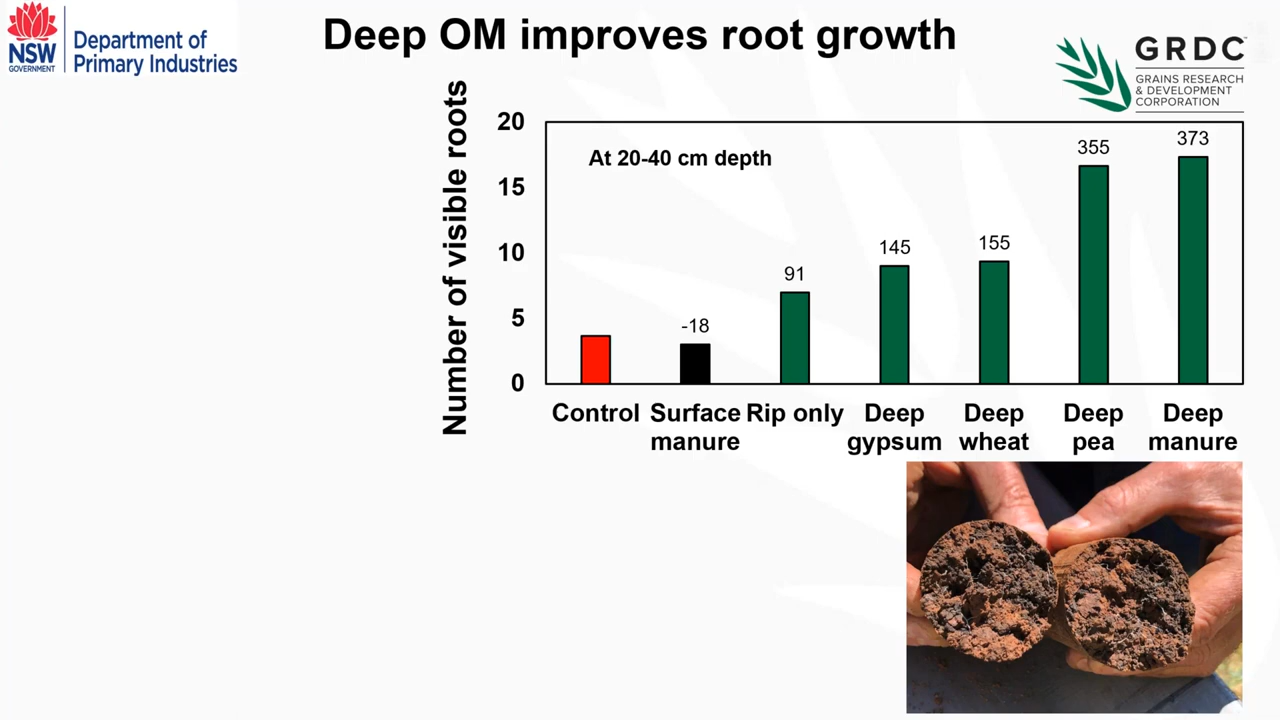 Deep OM improves root growth
NSW
GOVERNMENT
Department of
Primary Industries
GRDC
GRAINS RESEARCH
& DEVELOPMENT
CORPORATION
Number of visible roots
20
15
10
5
0
At 20-40 cm depth
-18
91
145
155
355
373
Control
Surface
manure
Rip only
Deep
gypsum
Deep
wheat
Deep
pea
Deep
manure